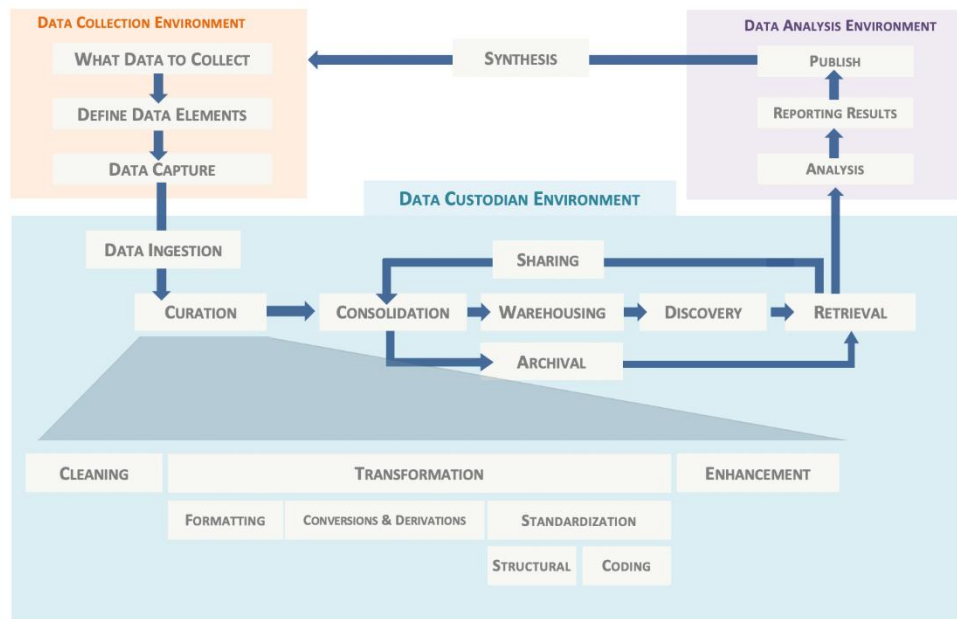 DATA COLLECTION ENVIRONMENT
WHAT DATA TO COLLECT
DEFINE DATA ELEMENTS
DATA CAPTURE
SYNTHESIS
DATA ANALYSIS ENVIRONMENT
PUBLISH
REPORTING RESULTS
ANALYSIS
DATA CUSTODIAN ENVIRONMENT
DATA INGESTION
SHARING
CURATION
CONSOLIDATION
WAREHOUSING
DISCOVERY
RETRIEVAL
ARCHIVAL
CLEANING
TRANSFORMATION
ENHANCEMENT
FORMATTING
CONVERSIONS & DERIVATIONS
STANDARDIZATION
STRUCTURAL
CODING